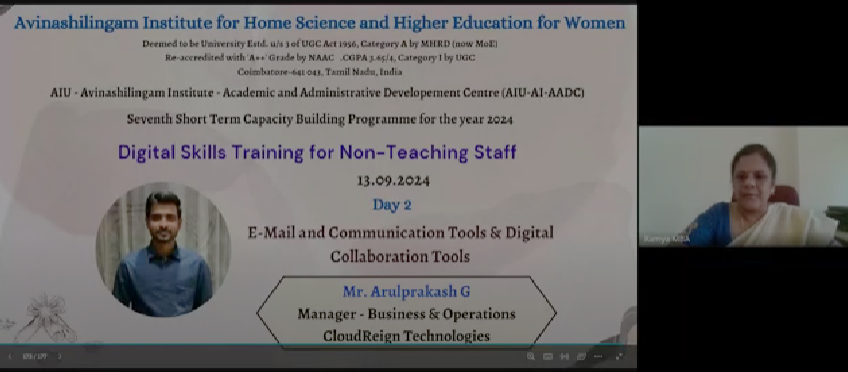 Avinashilingam Institute for Home Science and Higher Education for Women
Deemed to be University Estd. u/s 3 of UGC Act 1956, Category A by MHRD (now MoE)
Re-accredited with 'A++' Grade by NAAC .CGPA 3.65/4, Category I by UGC
Coimbatore-641 043, Tamil Nadu, India
AIU - Avinashilingam Institute - Academic and Administrative Developement Centre (AIU-AI-AADC)
Seventh Short Term Capacity Building Programme for the year 2024
Digital Skills Training for Non-Teaching Staff
13.09.2024
Day 2
E-Mail and Communication Tools & Digital
Collaboration Tools
Mr. Arulprakash G
Manager - Business & Operations
CloudReign Technologies
Ramya MBA